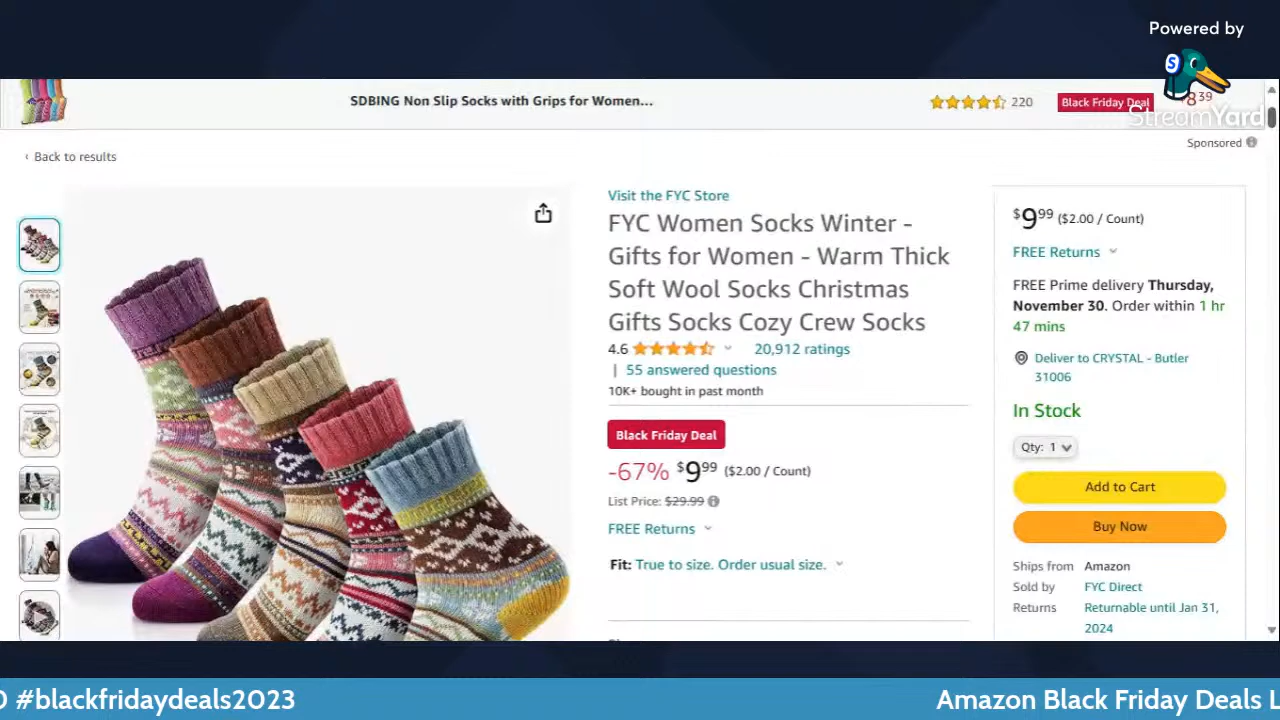 Powered by
S
StreamYard
SDBING Non Slip Socks with Grips for Women...
220
Black Friday Deal
8 39
Sponsored
‹ Back to results
Visit the FYC Store
FYC Women Socks Winter -
Gifts for Women - Warm Thick
Soft Wool Socks Christmas
Gifts Socks Cozy Crew Socks
4.6
20,912 ratings
| 55 answered questions
10K+ bought in past month
Black Friday Deal
-67% $9 99 ($2.00 / Count)
List Price: $29.99
FREE Returns
Fit: True to size. Order usual size.
$9 99 ($2.00 / Count)
FREE Returns
FREE Prime delivery Thursday,
November 30. Order within 1 hr
47 mins
Deliver to CRYSTAL - Butler
31006
In Stock
Qty: 1
Add to Cart
Buy Now
Ships from Amazon
Sold by FYC Direct
Returns Returnable until Jan 31,
2024
#blackfridaydeals2023
Amazon Black Friday Deals L